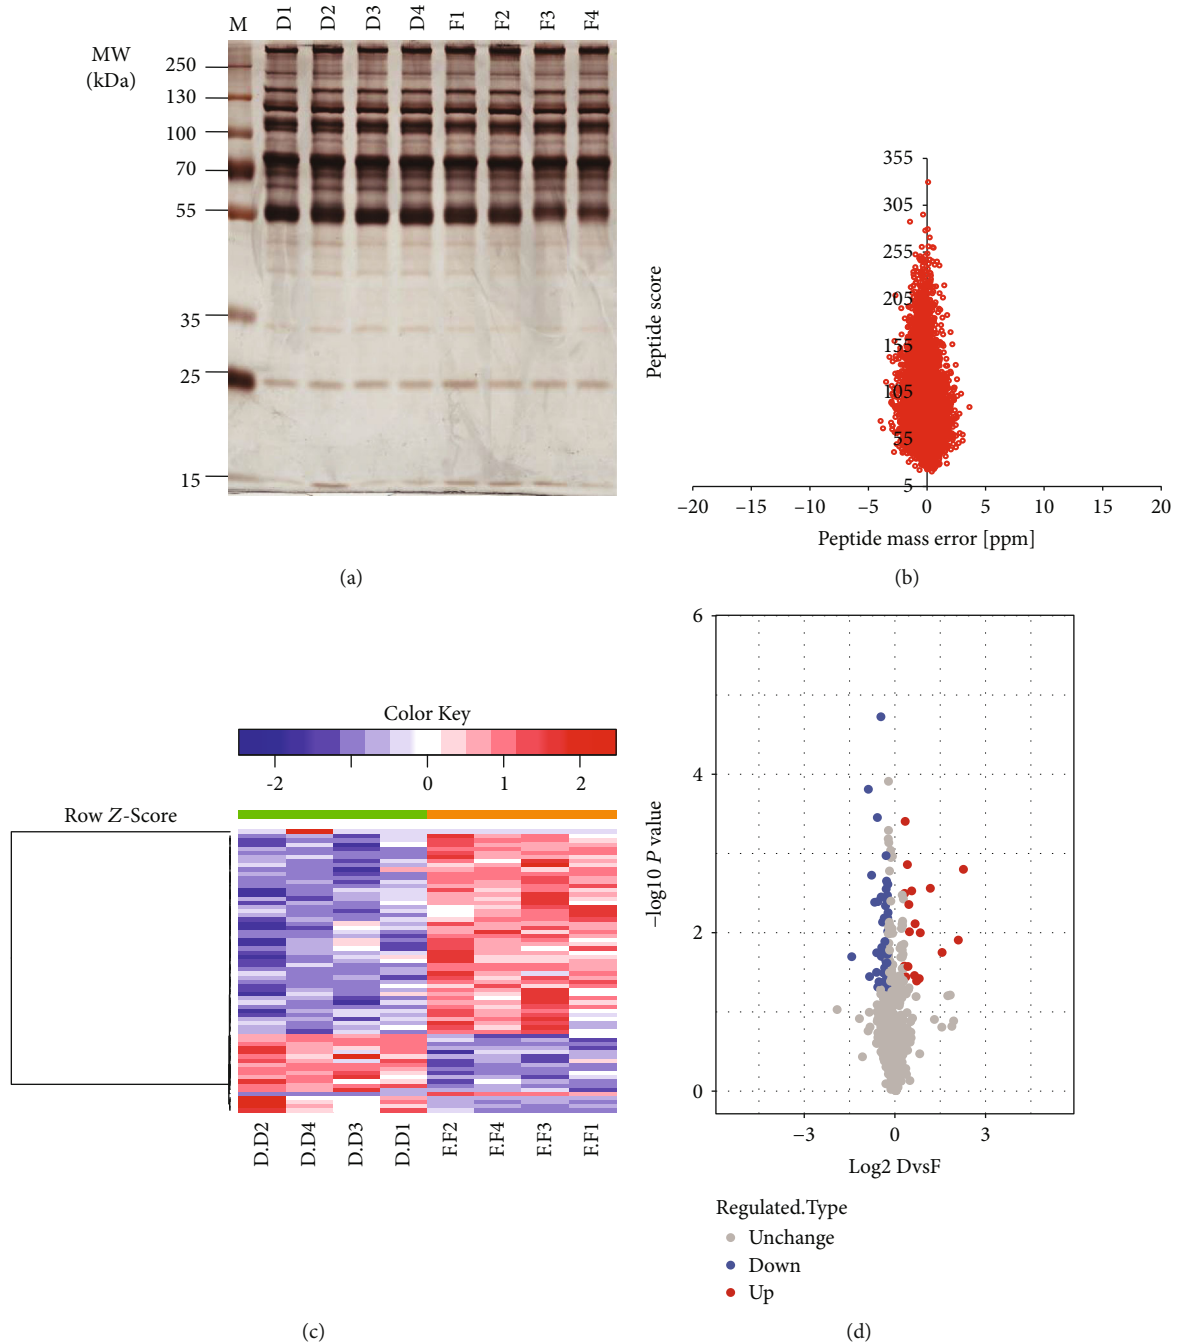 M D1 D2 D3 D4 F1 F2 F3 F4
MW
(kDa)
250
130
100
70
55
35
25
15
(a)
355
305
255
205
155
105
55
5
Peptide score
−20 −15 −10 −5 0 5 10 15 20
Peptide mass error [ppm]
(b)
Color Key
-2 0 1 2
Row Z-Score
D.D2 D.D4 D.D3 D.D1 F.F2 F.F4 F.F3 F.F1
(c)
6
4
2
0
−log10 P value
−3 0 3
Log2 DvsF
Regulated.Type
Unchange
Down
Up
(d)